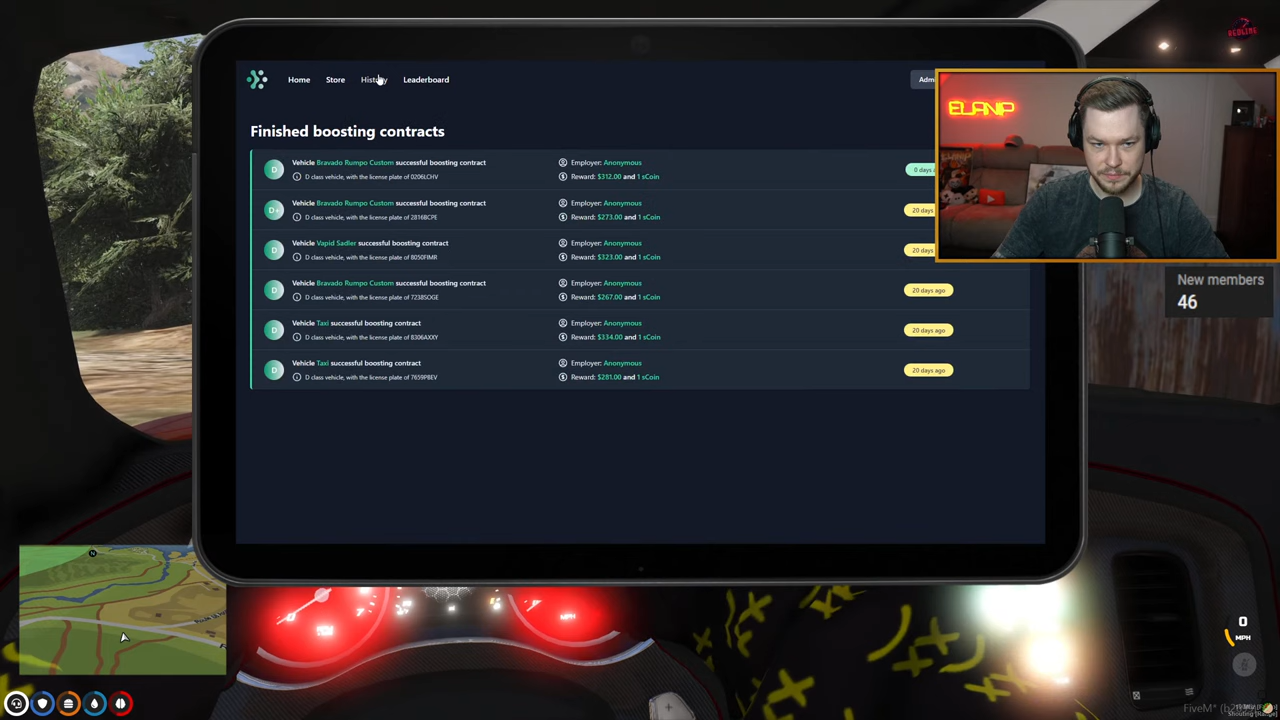 REDLINE
Home Store History Leaderboard
Finished boosting contracts
D
Vehicle Bravado Rumpo Custom successful boosting contract
D class vehicle, with the license plate of 0206LCHV
Employer: Anonymous
Reward: $312.00 and 1 sCoin
0 days
D
Vehicle Bravado Rumpo Custom successful boosting contract
D class vehicle, with the license plate of 2816BCPE
Employer: Anonymous
Reward: $273.00 and 1 sCoin
20 days
D
Vehicle Vapid Sadler successful boosting contract
D class vehicle, with the license plate of 8050FIMR
Employer: Anonymous
Reward: $323.00 and 1 sCoin
20 days
D
Vehicle Bravado Rumpo Custom successful boosting contract
D class vehicle, with the license plate of 7238SOGE
Employer: Anonymous
Reward: $267.00 and 1 sCoin
20 days ago
D
Vehicle Taxi successful boosting contract
D class vehicle, with the license plate of 8306AXXY
Employer: Anonymous
Reward: $334.00 and 1 sCoin
20 days ago
D
Vehicle Taxi successful boosting contract
D class vehicle, with the license plate of 7659PBEV
Employer: Anonymous
Reward: $281.00 and 1 sCoin
20 days ago
ELANIP
New members
46
N
MPH
0
MPH
FiveM*